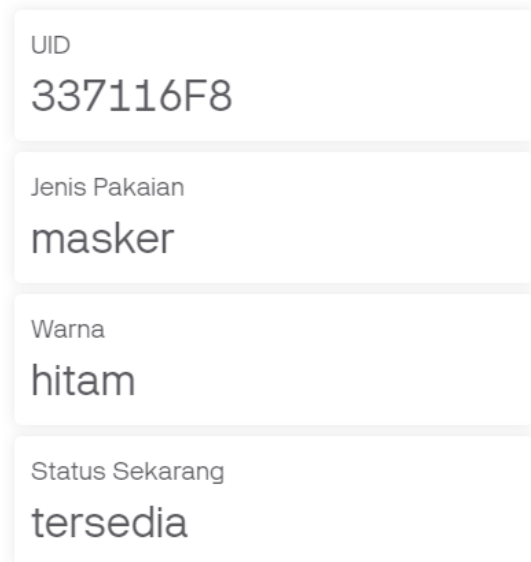 UID
337116F8
Jenis Pakaian
masker
Warna
hitam
Status Sekarang
tersedia